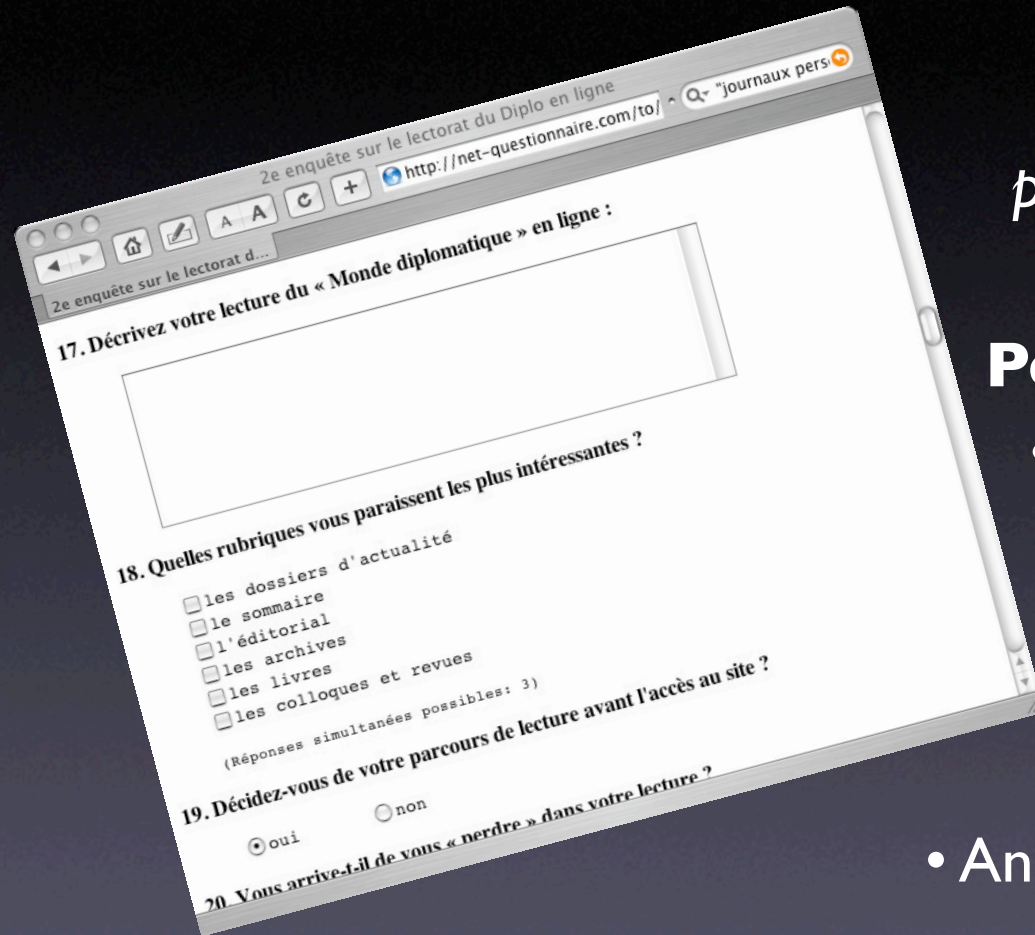 2e enquête sur le lectorat du Diplo en ligne
http://net-questionnaire.com/to/
"journaux pers
A A
2e enquête sur le lectorat d...
17. Décrivez votre lecture du « Monde diplomatique » en ligne :
18. Quelles rubriques vous paraissent les plus intéressantes ?
les dossiers d'actualité
le sommaire
l'éditorial
les archives
les livres
les colloques et revues
(Réponses simultanées possibles: 3)
19. Décidez-vous de votre parcours de lecture avant l'accès au site ?
oui non
20. Vous arrive-t-il de vous « perdre » dans votre lecture ?
p
P
• An